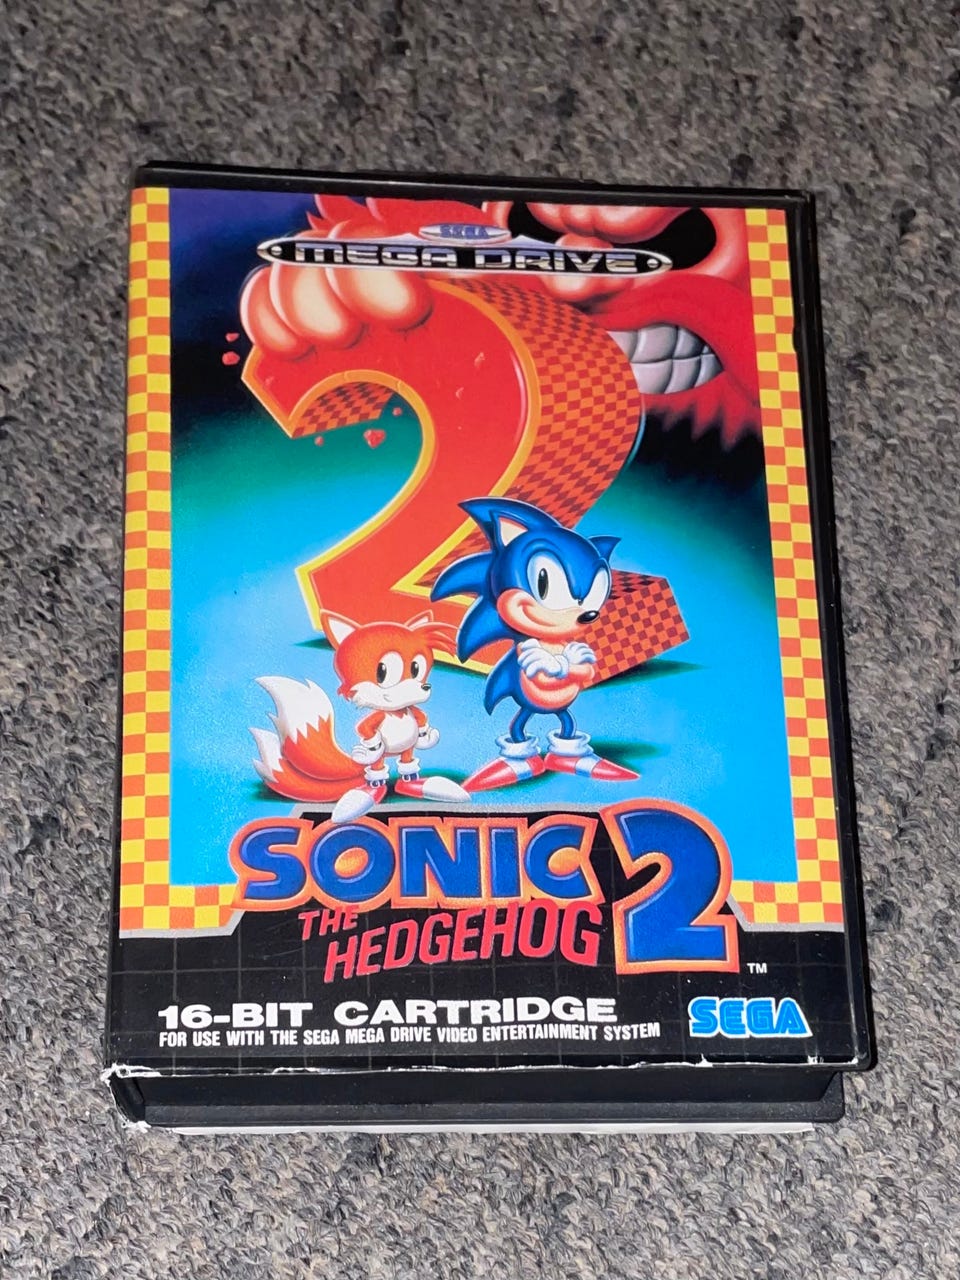 SEGA
MEGA DRIVE
2
SONIC 2
THE
HEDGEHOG
TM
16-BIT CARTRIDGE
FOR USE WITH THE SEGA MEGA DRIVE VIDEO ENTERTAINMENT SYSTEM
SEGA